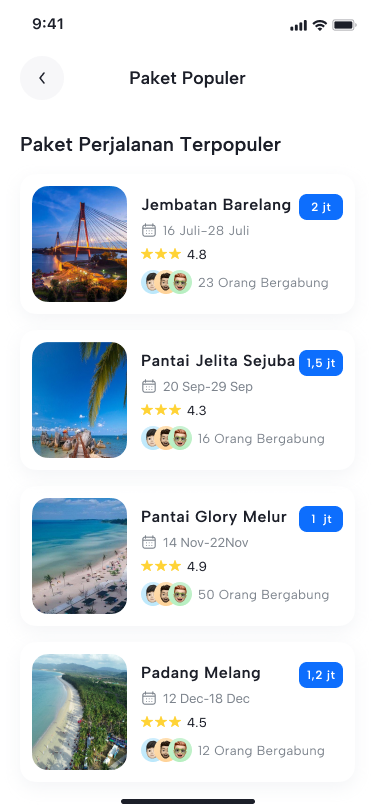 9:41
Paket Populer
Paket Perjalanan Terpopuler
Jembatan Barelang
2 jt
16 Juli-28 Juli
4.8
23 Orang Bergabung
Pantai Jelita Sejuba
1,5 jt
20 Sep-29 Sep
4.3
16 Orang Bergabung
Pantai Glory Melur
1 jt
14 Nov-22Nov
4.9
50 Orang Bergabung
Padang Melang
1,2 jt
12 Dec-18 Dec
4.5
12 Orang Bergabung